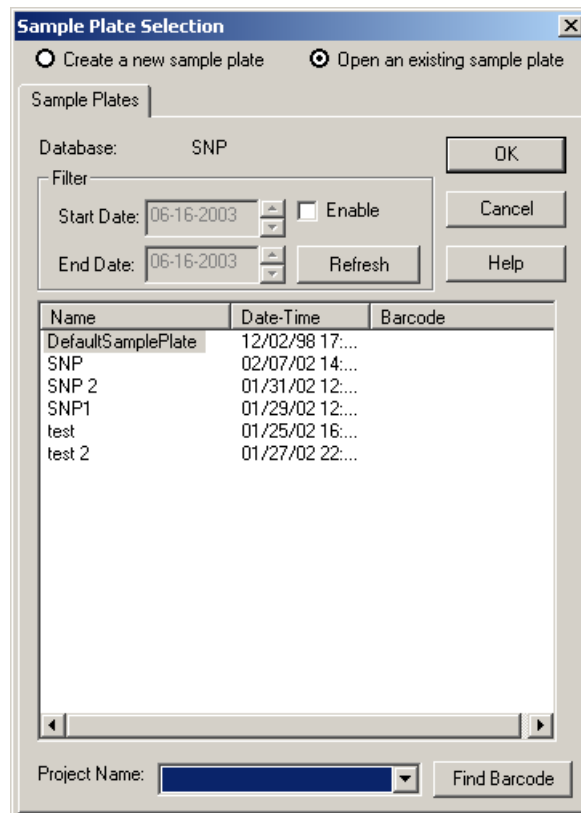 Sample Plate Selection
Create a new sample plate Open an existing sample plate
Sample Plates
Database: SNP OK
Filter
Start Date: 06-16-2003 Enable Cancel
End Date: 06-16-2003 Refresh Help
Name Date-Time Barcode
DefaultSamplePlate 12/02/98 17:...
SNP 02/07/02 14:...
SNP 2 01/31/02 12:...
SNP1 01/29/02 12:...
test 01/25/02 16:...
test 2 01/27/02 22:...
Project Name: Find Barcode